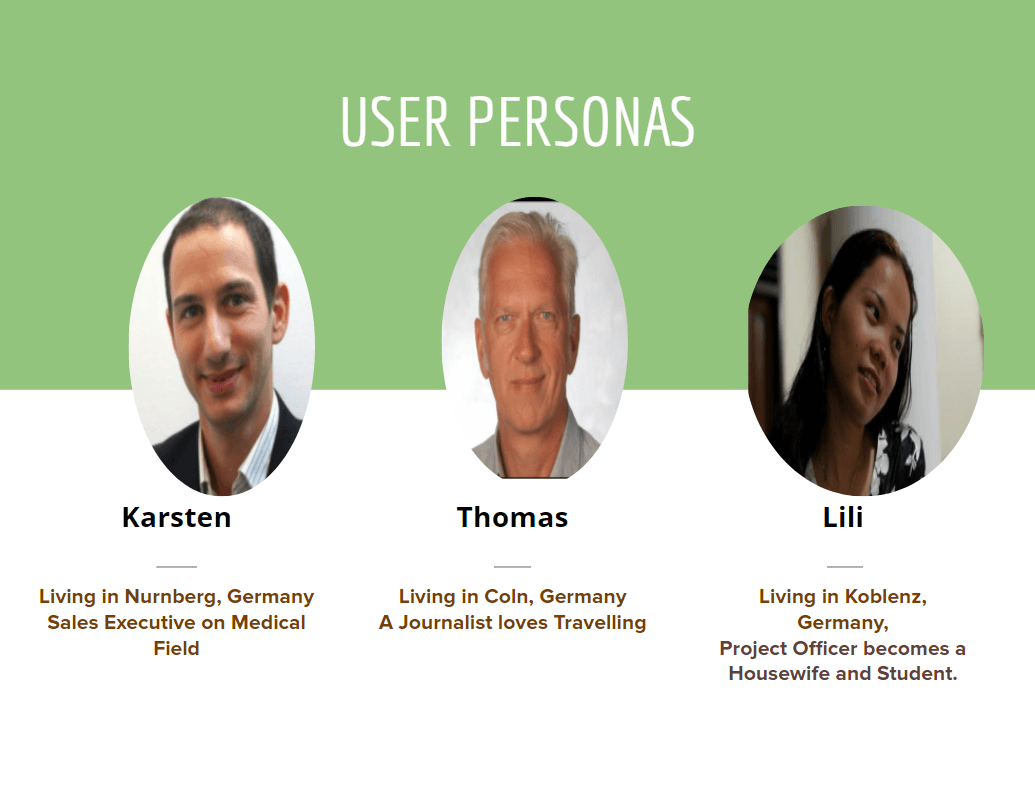 USER PERSONAS
Karsten
Living in Nurnberg, Germany
Sales Executive on Medical
Field
Thomas
Living in Coln, Germany
A Journalist loves Travelling
Lili
Living in Koblenz,
Germany,
Project Officer becomes a
Housewife and Student.